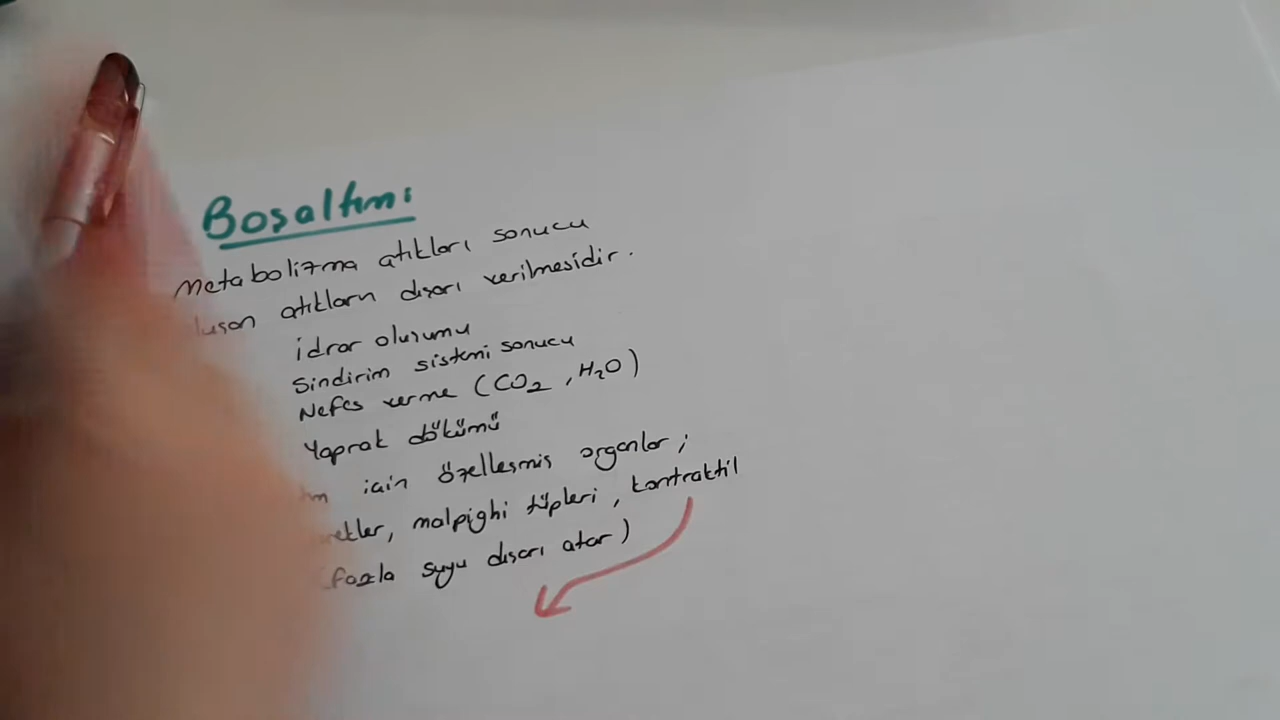 Boşaltım:
Metabolizma atıkları sonucu
atıkların dışarı verilmesidir.
idrar oluşumu
Sindirim sistemi sonucu
Nefes verme (CO₂, H₂O)
Yaprak dökümü
için özelleşmiş organlar;
malpighi tüpleri, kontraktil
fazla suyu dışarı atar)